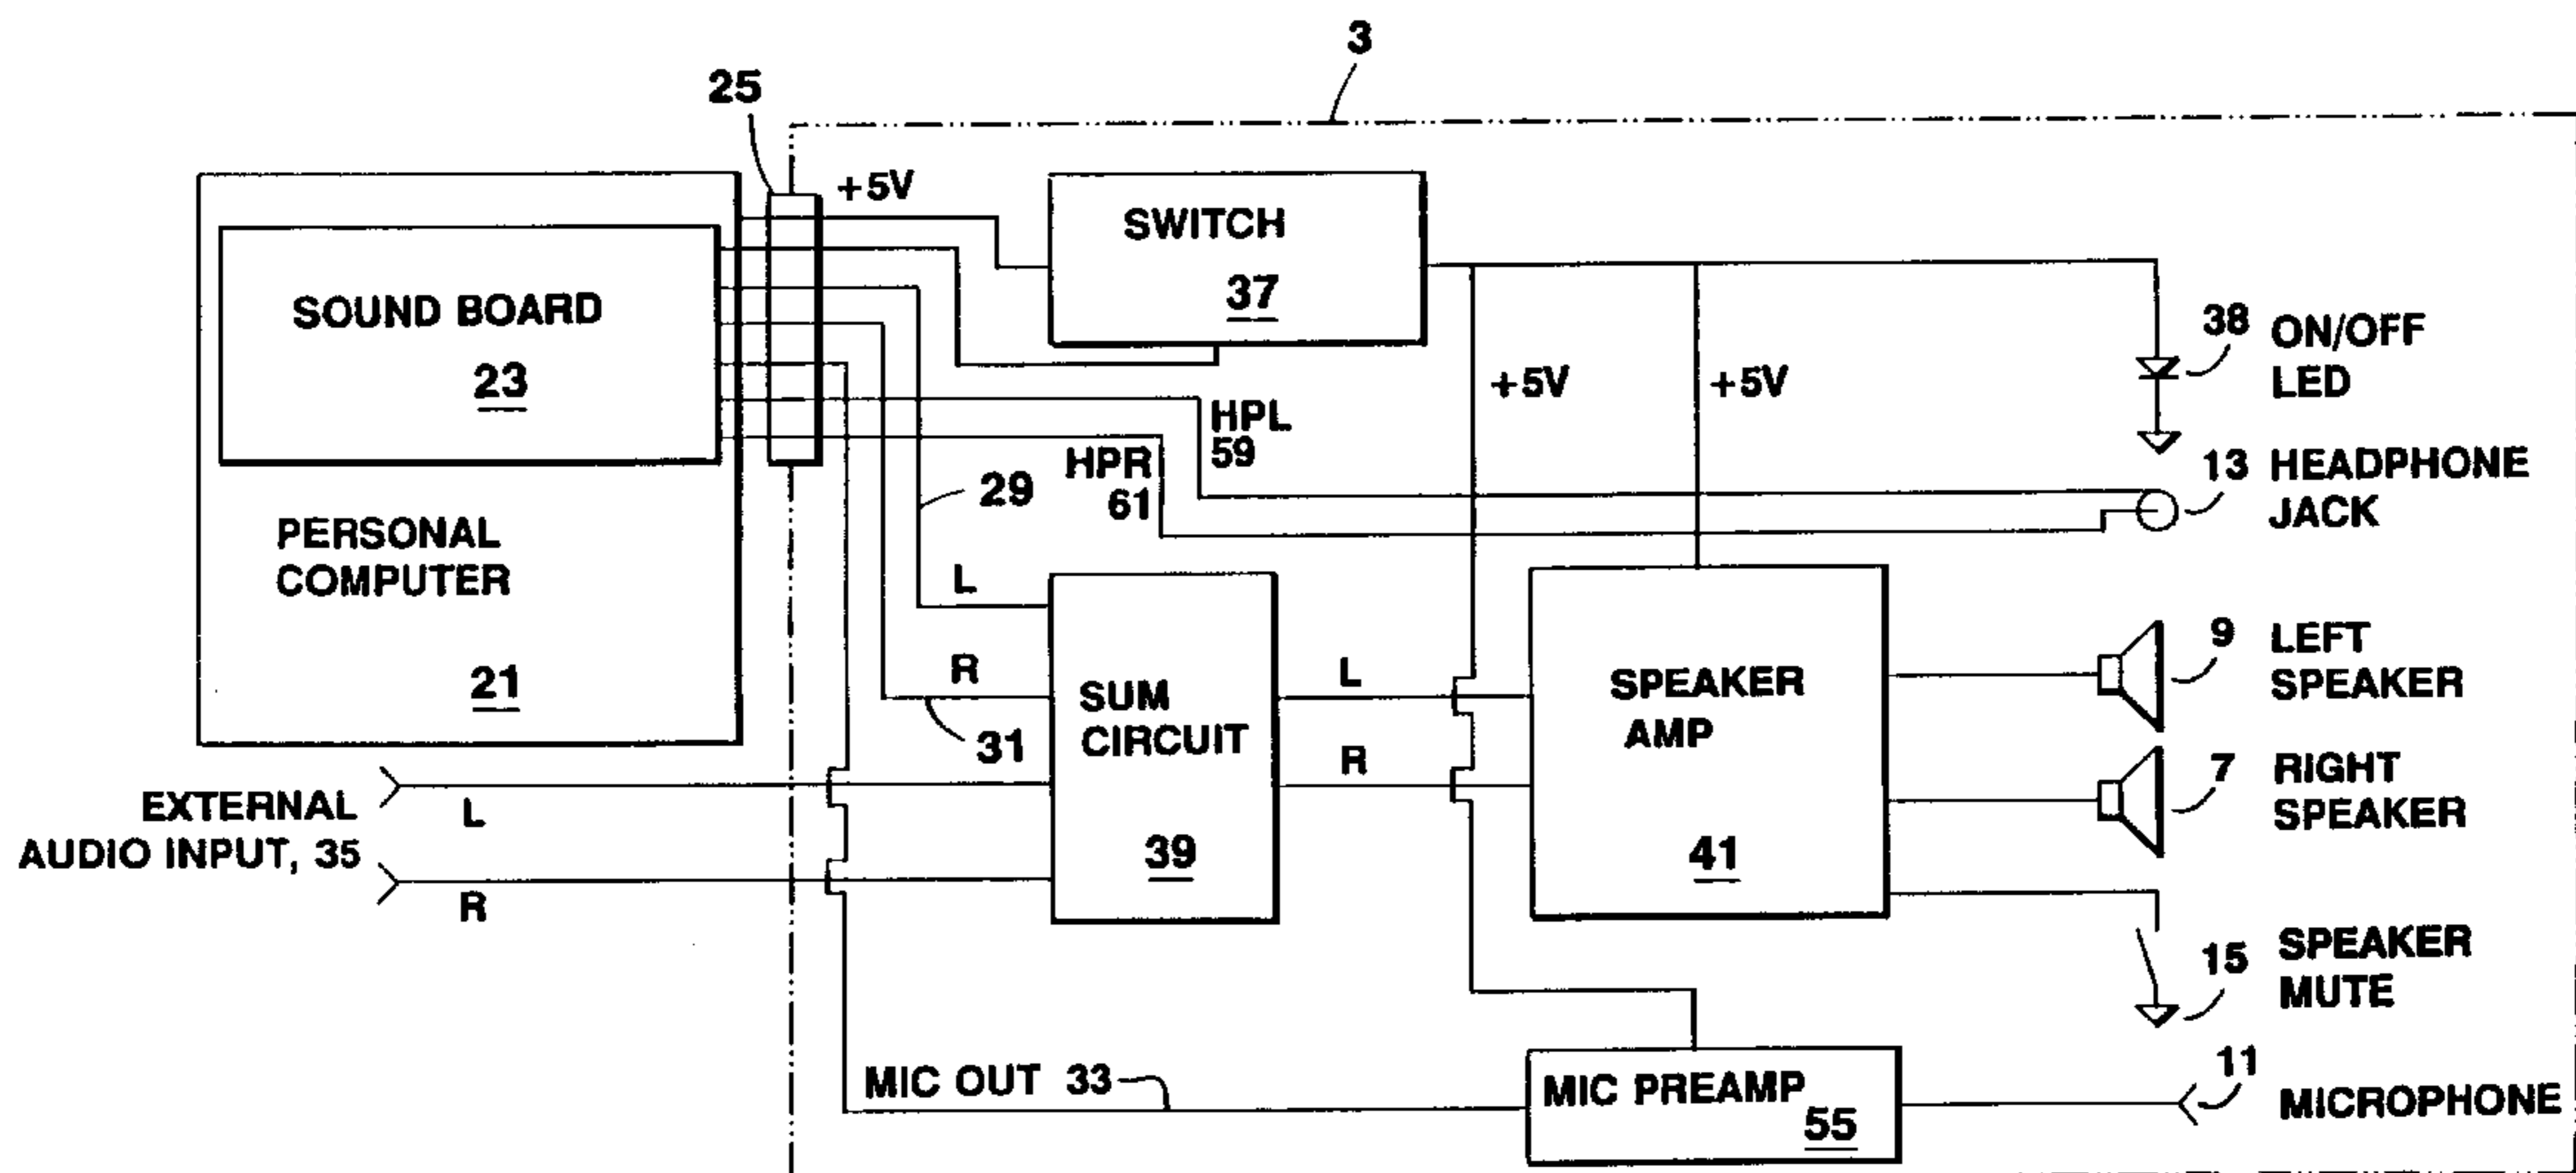 3
25
+5V
SWITCH
37
SOUND BOARD
23
PERSONAL
COMPUTER
21
+5V
+5V
38
ON/OFF
LED
HPL
59
HPR
61
29
13
HEADPHONE
JACK
L
R
31
SUM
CIRCUIT
39
L
R
SPEAKER
AMP
41
9
LEFT
SPEAKER
7
RIGHT
SPEAKER
EXTERNAL
AUDIO INPUT, 35
L
R
15
SPEAKER
MUTE
MIC OUT 33
MIC PREAMP
55
11
MICROPHONE